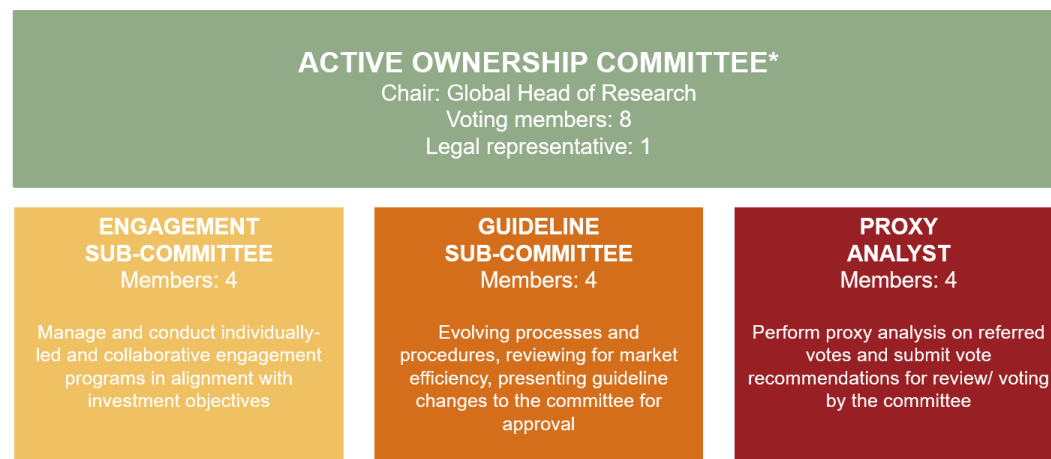 ACTIVE OWNERSHIP COMMITTEE*
Chair: Global Head of Research
Voting members: 8
Legal representative: 1
ENGAGEMENT
SUB-COMMITTEE
Members: 4
Manage and conduct individually-
led and collaborative engagement
programs in alignment with
investment objectives
GUIDELINE
SUB-COMMITTEE
Members: 4
Evolving processes and
procedures, reviewing for market
efficiency, presenting guideline
changes to the committee for
approval
PROXY
ANALYST
Members: 4
Perform proxy analysis on referred
votes and submit vote
recommendations for review/ voting
by the committee